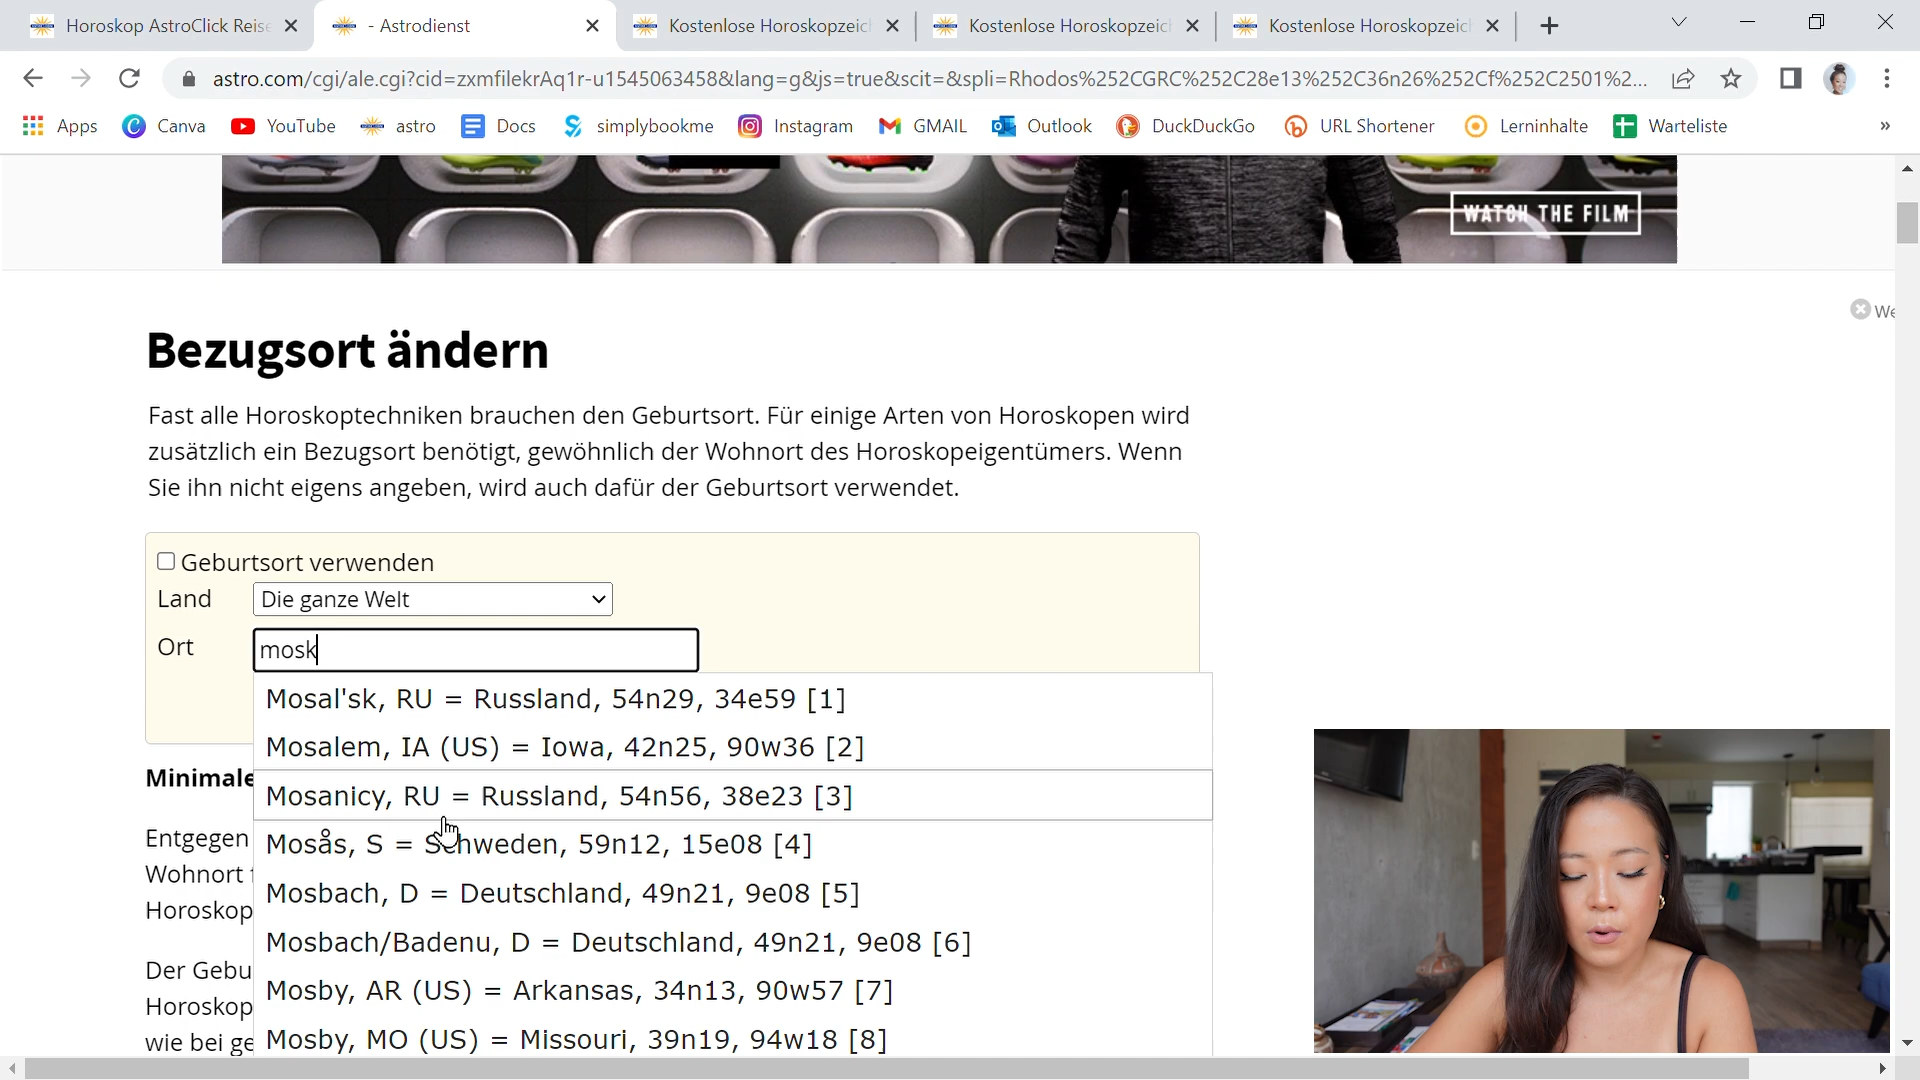 Horoskop AstroClick Reise
- Astrodienst
Kostenlose Horoskopzeich
Kostenlose Horoskopzeich
Kostenlose Horoskopzeich
astro.com/cgi/ale.cgi?cid=zxmfilekrAq1r-u1545063458&lang=g&js=true&scit=&spli=Rhodos%252CGRC%252C28e13%252C36n26%252Cf%252C2501%2...
Apps
Canva
YouTube
astro
Docs
simplybookme
Instagram
GMAIL
Outlook
DuckDuckGo
URL Shortener
Lerninhalte
Warteliste
»
WATCH THE FILM
We
Bezugsort ändern
Fast alle Horoskoptechniken brauchen den Geburtsort. Für einige Arten von Horoskopen wird
zusätzlich ein Bezugsort benötigt, gewöhnlich der Wohnort des Horoskopeigentümers. Wenn
Sie ihn nicht eigens angeben, wird auch dafür der Geburtsort verwendet.
Geburtsort verwenden
Land Die ganze Welt
Ort mosk
Mosal'sk, RU = Russland, 54n29, 34e59 [1]
Mosalem, IA (US) = Iowa, 42n25, 90w36 [2]
Mosanicy, RU = Russland, 54n56, 38e23 [3]
Mosås, S = Schweden, 59n12, 15e08 [4]
Mosbach, D = Deutschland, 49n21, 9e08 [5]
Mosbach/Badenu, D = Deutschland, 49n21, 9e08 [6]
Mosby, AR (US) = Arkansas, 34n13, 90w57 [7]
Mosby, MO (US) = Missouri, 39n19, 94w18 [8]
Minimale
Entgegen
Wohnort f
Horoskop
Der Gebu
Horoskop
wie bei ge